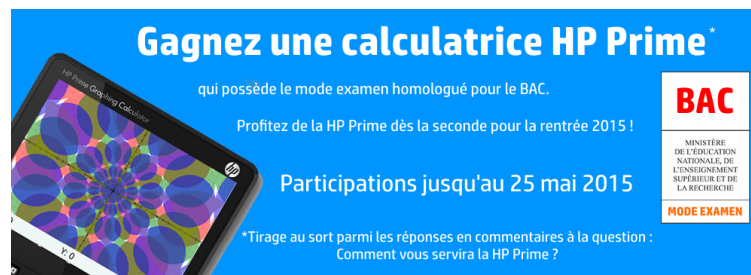 Gagnez une calculatrice HP Prime*
qui possède le mode examen homologué pour le BAC.
Profitez de la HP Prime dès la seconde pour la rentrée 2015 !
Participations jusqu'au 25 mai 2015
*Tirage au sort parmi les réponses en commentaires à la question :
Comment vous servira la HP Prime ?
HP Prime Graphing Calculator
hp
Y: 0
BAC
MINISTÈRE
DE L'ÉDUCATION
NATIONALE, DE
L'ENSEIGNEMENT
SUPÉRIEUR ET DE
LA RECHERCHE
MODE EXAMEN